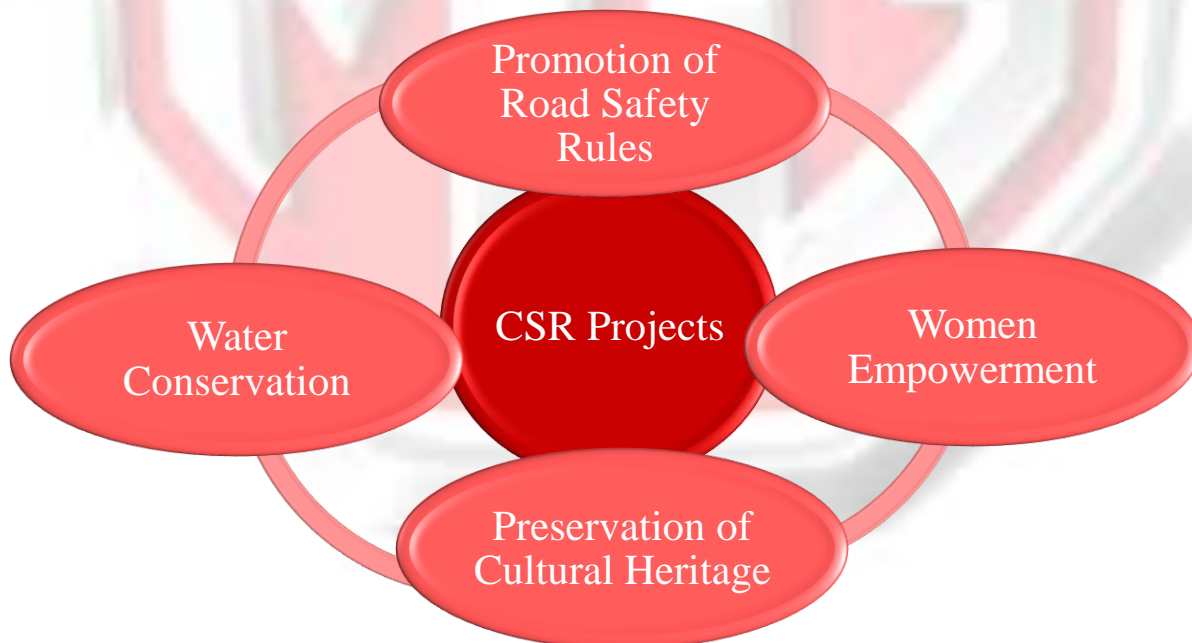 Promotion of
Road Safety
Rules
CSR Projects
Women
Empowerment
Preservation of
Cultural Heritage
Water
Conservation